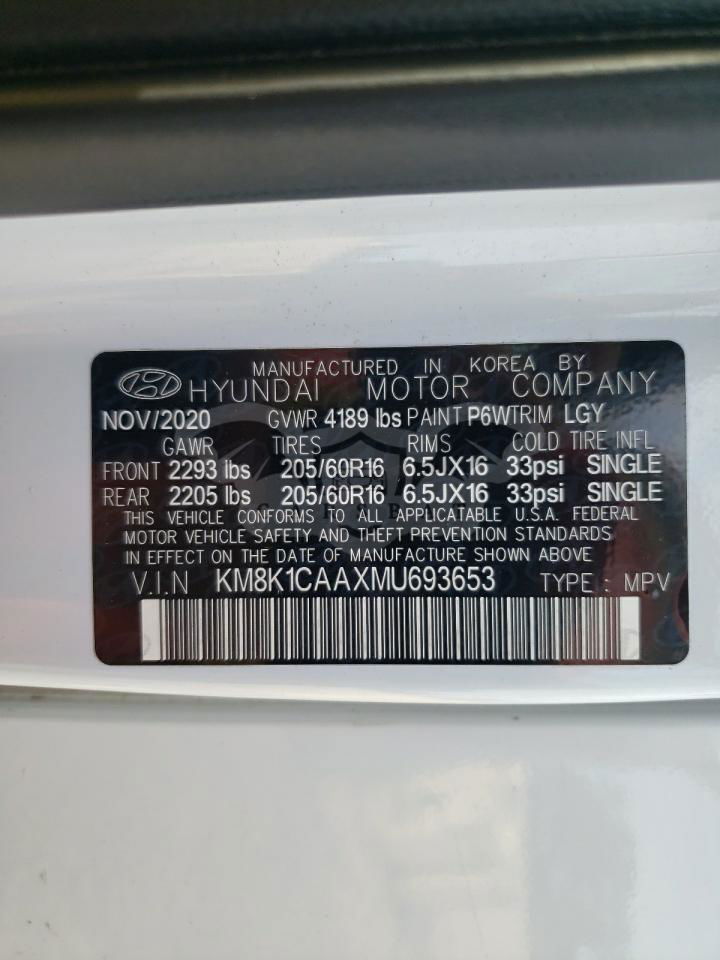 MANUFACTURED IN KOREA BY
HYUNDAI MOTOR COMPANY
NOV/2020 GVWR 4189 lbs PAINT P6W TRIM LGY
GAWR TIRES RIMS COLD TIRE INFL
FRONT 2293 lbs 205/60R16 6.5JX16 33psi SINGLE
REAR 2205 lbs 205/60R16 6.5JX16 33psi SINGLE
THIS VEHICLE CONFORMS TO ALL APPLICATABLE U.S.A. FEDERAL
MOTOR VEHICLE SAFETY AND THEFT PREVENTION STANDARDS
IN EFFECT ON THE DATE OF MANUFACTURE SHOWN ABOVE
V.I.N KM8K1CAAXMU693653 TYPE : MPV